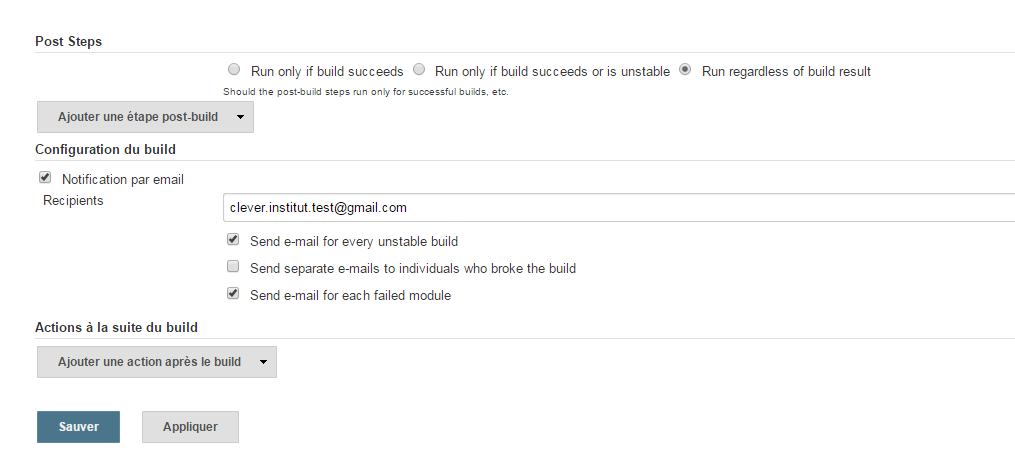 Post Steps
Run only if build succeeds Run only if build succeeds or is unstable Run regardless of build result
Should the post-build steps run only for successful builds, etc.
Ajouter une étape post-build
Configuration du build
Notification par email
Recipients
clever.institut.test@gmail.com
Send e-mail for every unstable build
Send separate e-mails to individuals who broke the build
Send e-mail for each failed module
Actions à la suite du build
Ajouter une action après le build
Sauver Appliquer